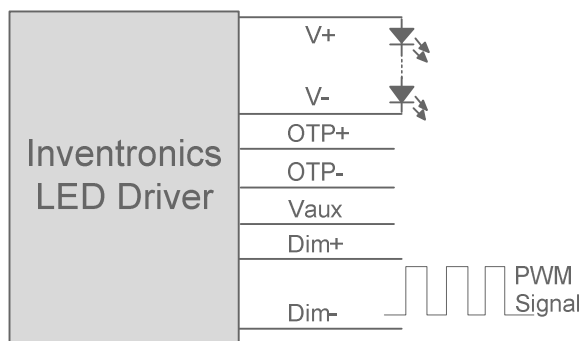 Inventronics
LED Driver
V+
V-
OTP+
OTP-
Vaux
Dim+
Dim-
PWM
Signal